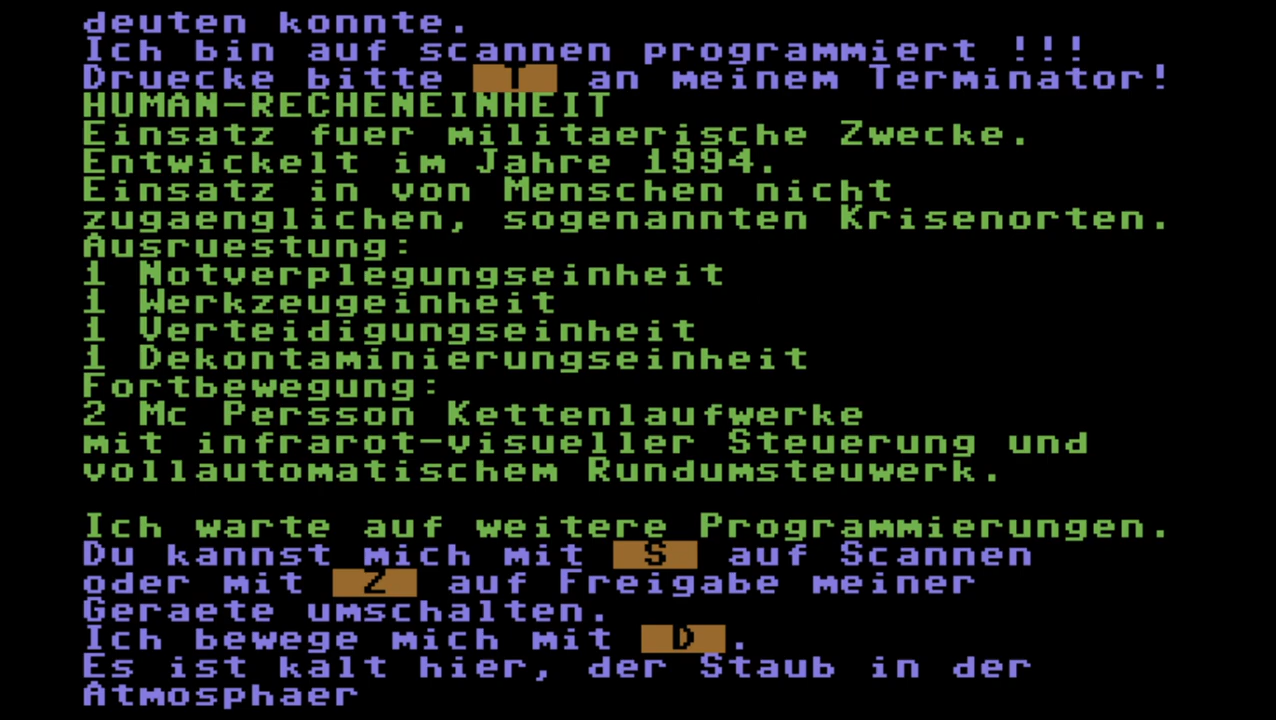 deuten konnte.
Ich bin auf scannen programmiert !!!
Druecke bitte T an meinem Terminator!
HUMAN-RECHENEINHEIT
Einsatz fuer militaerische Zwecke.
Entwickelt im Jahre 1994.
Einsatz in von Menschen nicht
zugaenglichen, sogenannten Krisenorten.
Ausruestung:
1 Notverplegungseinheit
1 Werkzeugeinheit
1 Verteidigungseinheit
1 Dekontaminierungseinheit
Fortbewegung:
2 Mc Persson Kettenlaufwerke
mit infrarot-visueller Steuerung und
vollautomatischem Rundumsteuwerk.
Ich warte auf weitere Programmierungen.
Du kannst mich mit S auf Scannen
oder mit Z auf Freigabe meiner
Geraete umschalten.
Ich bewege mich mit D.
Es ist kalt hier, der Staub in der
Atmosphaer